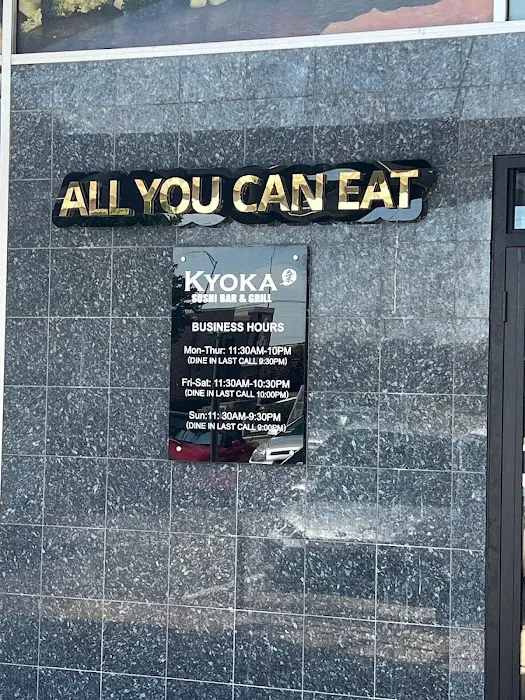 ALL YOU CAN EAT
KYOKA
SUSHI BAR & GRILL
BUSINESS HOURS
Mon-Thur: 11:30AM-10PM
(DINE IN LAST CALL 9:30PM)
Fri-Sat: 11:30AM-10:30PM
(DINE IN LAST CALL 10:00PM)
Sun:11: 30AM-9:30PM
(DINE IN LAST CALL 9:00PM)